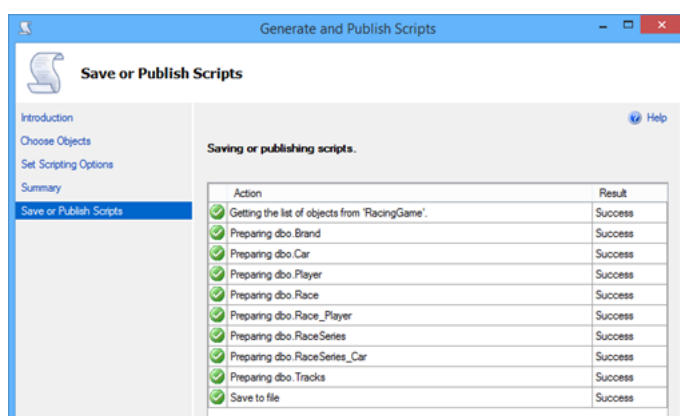 Generate and Publish Scripts
Save or Publish Scripts
Introduction
Help
Choose Objects
Saving or publishing scripts.
Set Scripting Options
Summary
Save or Publish Scripts
Action Result
Getting the list of objects from 'RacingGame'. Success
Preparing dbo.Brand Success
Preparing dbo.Car Success
Preparing dbo.Player Success
Preparing dbo.Race Success
Preparing dbo.Race_Player Success
Preparing dbo.RaceSeries Success
Preparing dbo.RaceSeries_Car Success
Preparing dbo.Tracks Success
Save to file Success